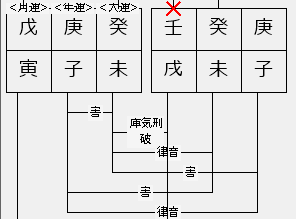 <月運>-<年運>-<大運>
戊 庚 癸 壬 癸 庚
寅 子 未 戌 未 子
害
庫気刑
破
律音
害
害
律音